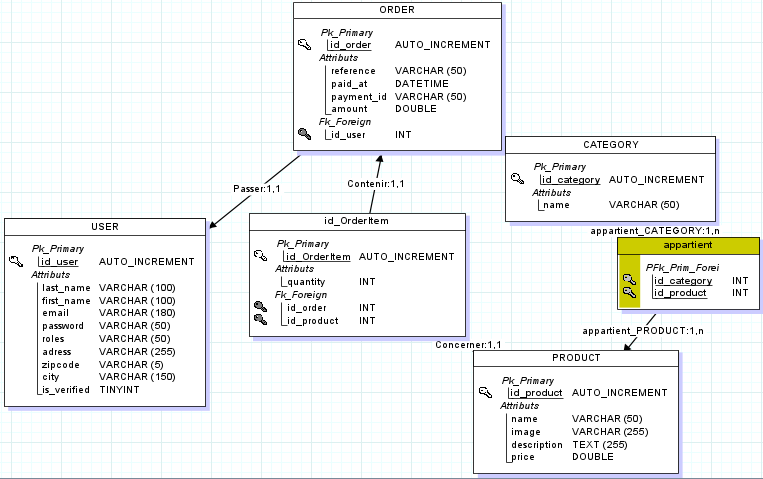 ORDER
Pk_Primary
id_order AUTO_INCREMENT
Attributs
reference VARCHAR (50)
paid_at DATETIME
payment_id VARCHAR (50)
amount DOUBLE
Fk_Foreign
id_user INT
CATEGORY
Pk_Primary
id_category AUTO_INCREMENT
Attributs
name VARCHAR (50)
Passer:1,1
Contenir:1,1
USER
Pk_Primary
id_user AUTO_INCREMENT
Attributs
last_name VARCHAR (100)
first_name VARCHAR (100)
email VARCHAR (180)
password VARCHAR (50)
roles VARCHAR (50)
adress VARCHAR (255)
zipcode VARCHAR (5)
city VARCHAR (150)
is_verified TINYINT
id_OrderItem
Pk_Primary
id_OrderItem AUTO_INCREMENT
Attributs
quantity INT
Fk_Foreign
id_order INT
id_product INT
appartient_CATEGORY:1,n
appartient
PFk_Prim_Forei
id_category INT
id_product INT
appartient_PRODUCT:1,n
Concerner:1,1
PRODUCT
Pk_Primary
id_product AUTO_INCREMENT
Attributs
name VARCHAR (50)
image VARCHAR (255)
description TEXT (255)
price DOUBLE